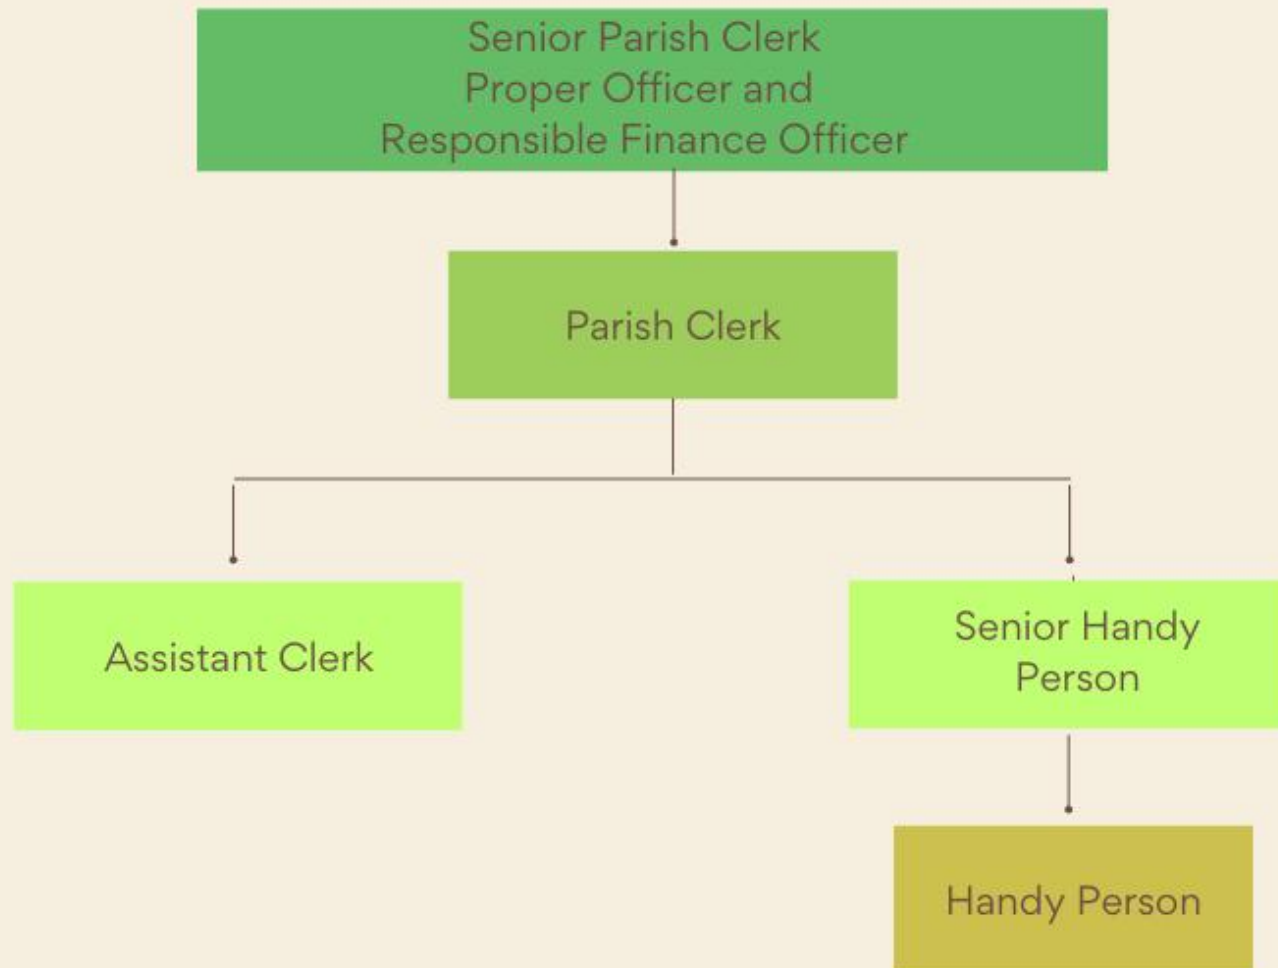 Senior Parish Clerk
Proper Officer and
Responsible Finance Officer
Parish Clerk
Assistant Clerk
Senior Handy
Person
Handy Person